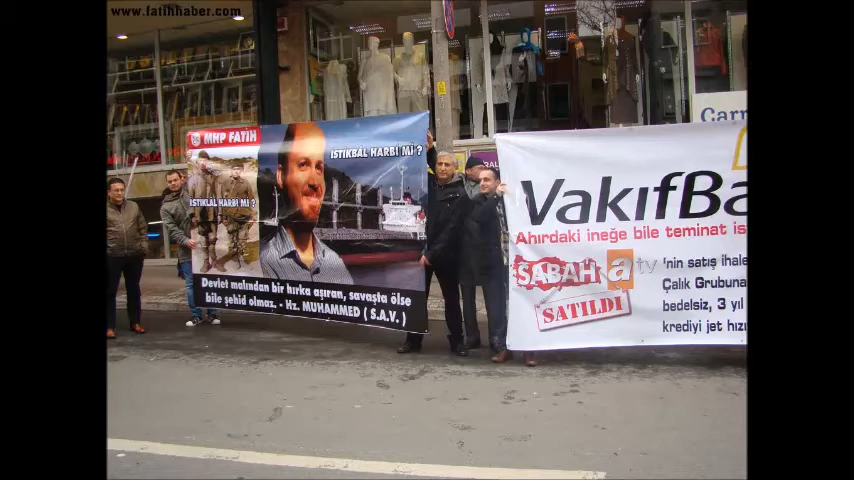 www.fatihhaber.com
MHP FATİH
İSTİKLAL HARBİ Mİ ?
İSTİKBAL HARBİ Mİ ?
Devlet malından bir hırka aşıran, savaşta ölse
bile şehid olmaz. - Hz. MUHAMMED ( S.A.V. )
Carr
VakıfBa
Ahırdaki ineğe bile teminat is
SABAH atv 'nin satış ihale
SATILDI
Çalık Grubuna
bedelsiz, 3 yıl
krediyi jet hızı